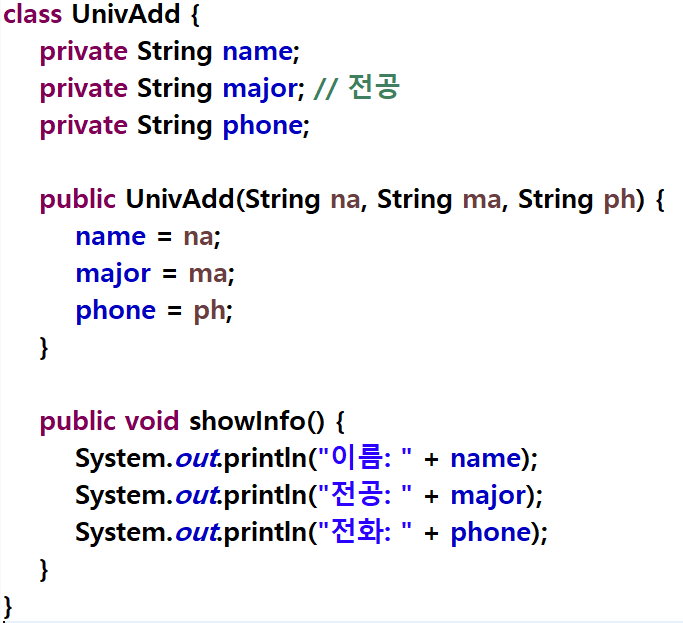 class UnivAdd {
private String name;
private String major; // 전공
private String phone;
public UnivAdd(String na, String ma, String ph) {
name = na;
major = ma;
phone = ph;
}
public void showInfo() {
System.out.println("이름: " + name);
System.out.println("전공: " + major);
System.out.println("전화: " + phone);
}
}